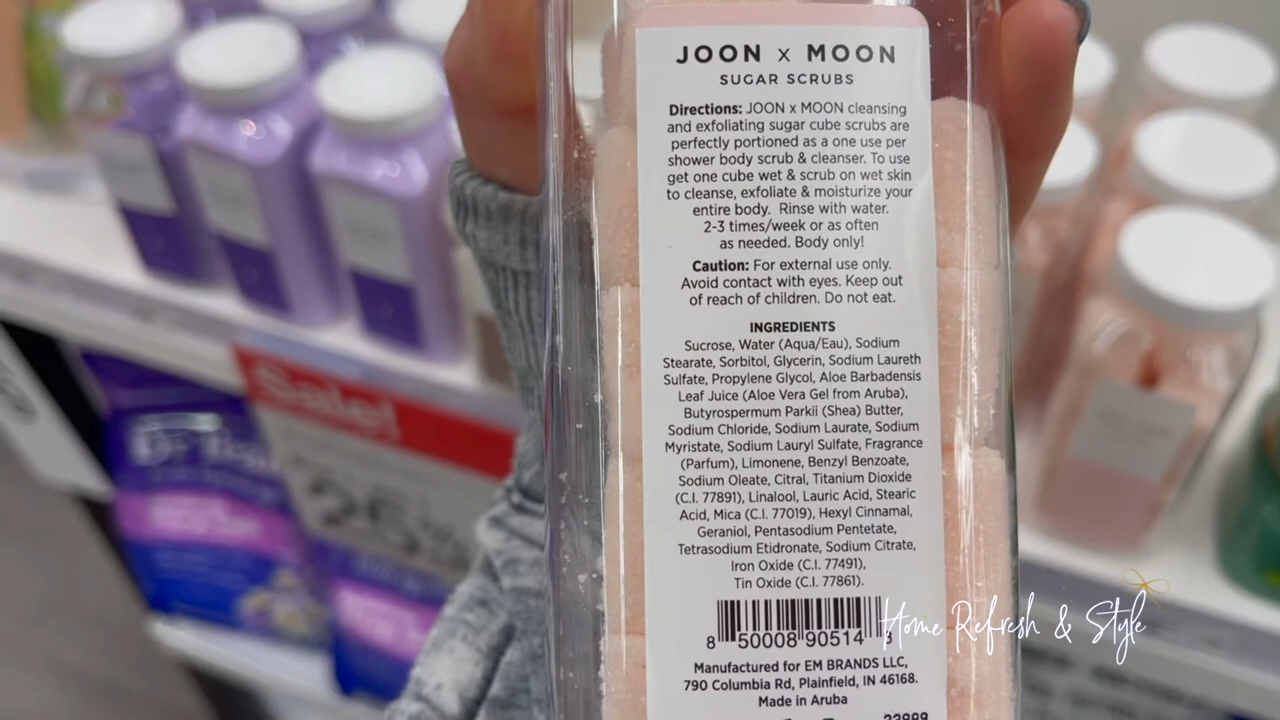 JOON x MOON
SUGAR SCRUBS
Directions: JOON x MOON cleansing
and exfoliating sugar cube scrubs are
perfectly portioned as a one use per
shower body scrub & cleanser. To use
get one cube wet & scrub on wet skin
to cleanse, exfoliate & moisturize your
entire body. Rinse with water.
2-3 times/week or as often
as needed. Body only!
Caution: For external use only.
Avoid contact with eyes. Keep out
of reach of children. Do not eat.
INGREDIENTS
Sucrose, Water (Aqua/Eau), Sodium
Stearate, Sorbitol, Glycerin, Sodium Laureth
Sulfate, Propylene Glycol, Aloe Barbadensis
Leaf Juice (Aloe Vera Gel from Aruba),
Butyrospermum Parkii (Shea) Butter,
Sodium Chloride, Sodium Laurate, Sodium
Myristate, Sodium Lauryl Sulfate, Fragrance
(Parfum), Limonene, Benzyl Benzoate,
Sodium Oleate, Citral, Titanium Dioxide
(C.I. 77891), Linalool, Lauric Acid, Stearic
Acid, Mica (C.I. 77019), Hexyl Cinnamal,
Geraniol, Pentasodium Pentetate,
Tetrasodium Etidronate, Sodium Citrate,
Iron Oxide (C.I. 77491),
Tin Oxide (C.I. 77861).
8 50008 90514 3
Manufactured for EM BRANDS LLC,
790 Columbia Rd, Plainfield, IN 46168.
Made in Aruba
Sale!
25%
Home Refresh & Style